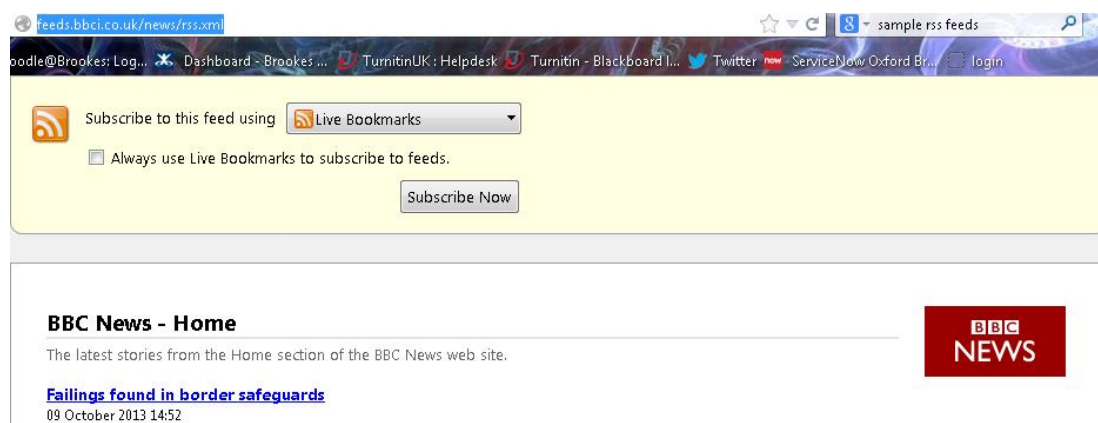 feeds.bbci.co.uk/news/rss.xml
sample rss feeds
oodle@Brookes: Log... Dashboard - Brookes ... TurnitinUK : Helpdesk Turnitin - Blackboard I... Twitter now ServiceNow Oxford Br... login
Subscribe to this feed using Live Bookmarks
Always use Live Bookmarks to subscribe to feeds.
Subscribe Now
BBC News - Home
BBC
NEWS
The latest stories from the Home section of the BBC News web site.
Failings found in border safeguards
09 October 2013 14:52